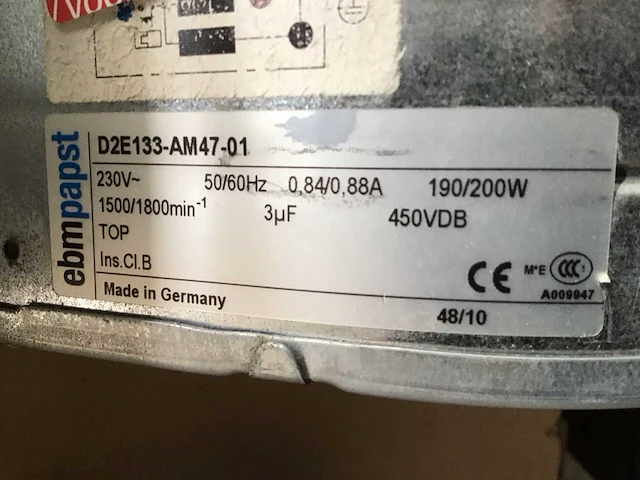 ebmpapst
D2E133-AM47-01
230V~ 50/60Hz 0,84/0,88A 190/200W
1500/1800min-1 3µF 450VDB
TOP
Ins.Cl.B
CE M*E CCC
A009947
Made in Germany
48/10